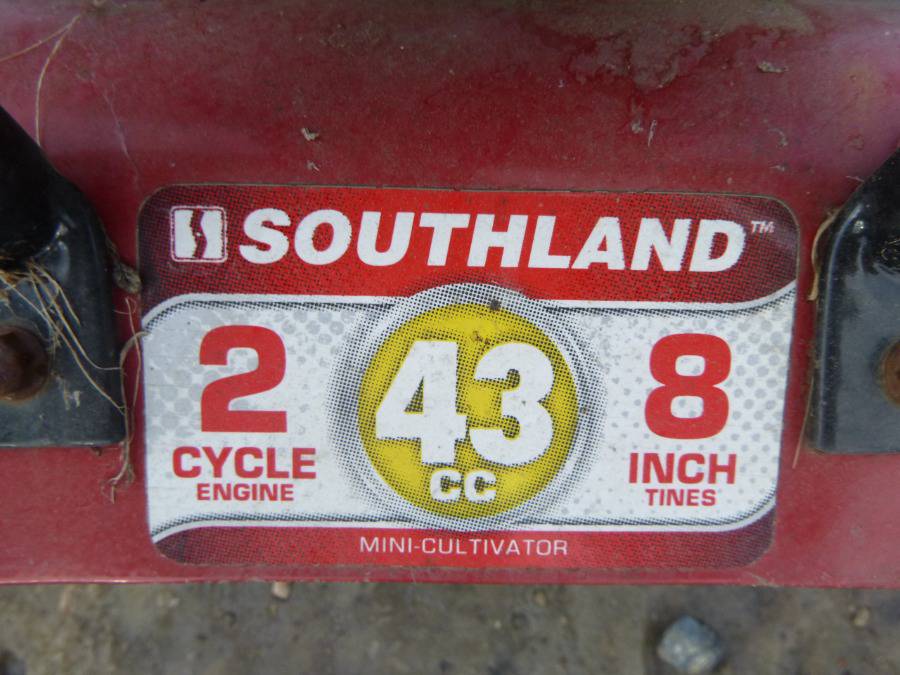 SOUTHLAND™
2
CYCLE
ENGINE
43
CC
8
INCH
TINES
MINI-CULTIVATOR